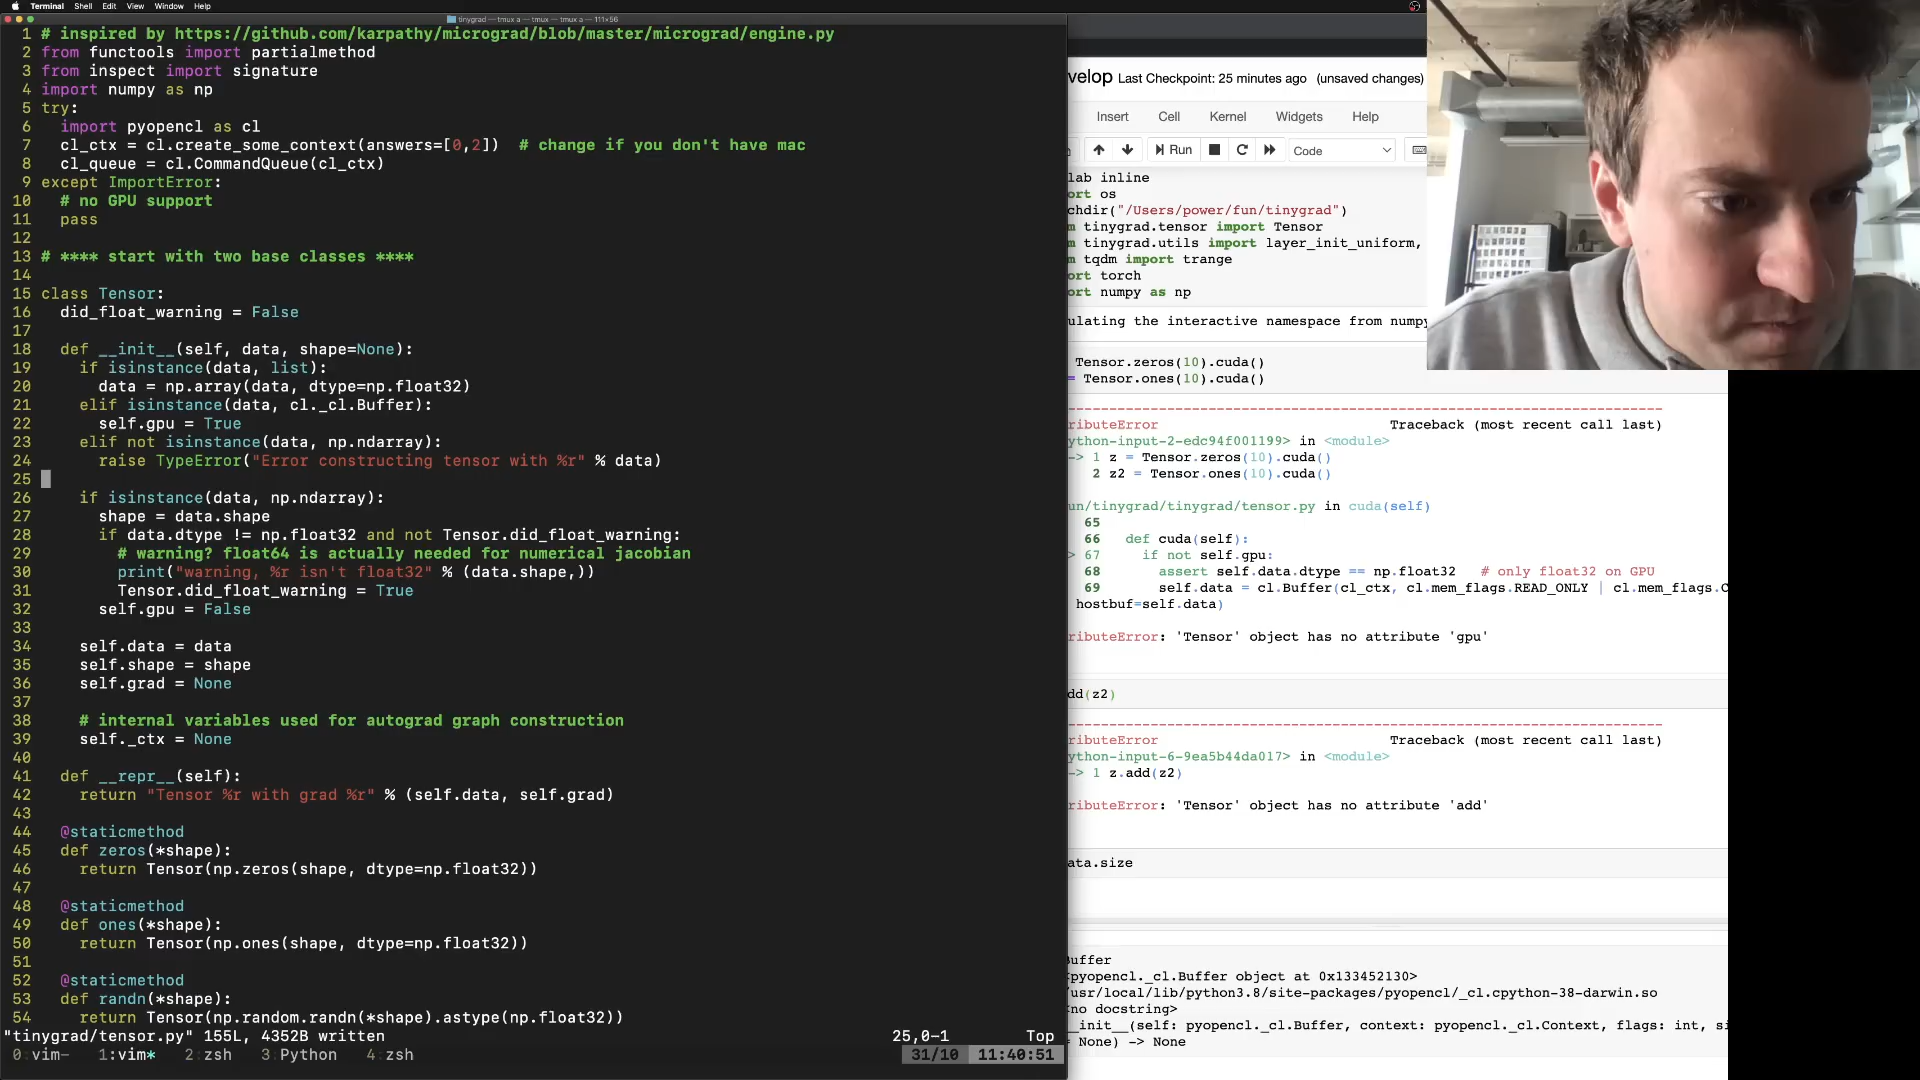 Terminal Shell Edit View Window Help
tinygrad — tmux a — tmux — tmux a — 111×56
1 # inspired by https://github.com/karpathy/micrograd/blob/master/micrograd/engine.py
2 from functools import partialmethod
3 from inspect import signature
4 import numpy as np
5 try:
6 import pyopencl as cl
7 cl_ctx = cl.create_some_context(answers=[0,2]) # change if you don't have mac
8 cl_queue = cl.CommandQueue(cl_ctx)
9 except ImportError:
10 # no GPU support
11 pass
12
13 # **** start with two base classes ****
14
15 class Tensor:
16 did_float_warning = False
17
18 def __init__(self, data, shape=None):
19 if isinstance(data, list):
20 data = np.array(data, dtype=np.float32)
21 elif isinstance(data, cl._cl.Buffer):
22 self.gpu = True
23 elif not isinstance(data, np.ndarray):
24 raise TypeError("Error constructing tensor with %r" % data)
25
26 if isinstance(data, np.ndarray):
27 shape = data.shape
28 if data.dtype != np.float32 and not Tensor.did_float_warning:
29 # warning? float64 is actually needed for numerical jacobian
30 print("warning, %r isn't float32" % (data.shape,))
31 Tensor.did_float_warning = True
32 self.gpu = False
33
34 self.data = data
35 self.shape = shape
36 self.grad = None
37
38 # internal variables used for autograd graph construction
39 self._ctx = None
40
41 def __repr__(self):
42 return "Tensor %r with grad %r" % (self.data, self.grad)
43
44 @staticmethod
45 def zeros(*shape):
46 return Tensor(np.zeros(shape, dtype=np.float32))
47
48 @staticmethod
49 def ones(*shape):
50 return Tensor(np.ones(shape, dtype=np.float32))
51
52 @staticmethod
53 def randn(*shape):
54 return Tensor(np.random.randn(*shape).astype(np.float32))
"tinygrad/tensor.py" 155L, 4352B written 25,0-1 Top
0:vim- 1:vim* 2:zsh 3:Python 4:zsh 31/10 11:40:51
velop Last Checkpoint: 25 minutes ago (unsaved changes)
Insert Cell Kernel Widgets Help
Run Code
lab inline
ort os
chdir("/Users/power/fun/tinygrad")
m tinygrad.tensor import Tensor
m tinygrad.utils import layer_init_uniform,
m tqdm import trange
ort torch
ort numpy as np
ulating the interactive namespace from numpy
Tensor.zeros(10).cuda()
= Tensor.ones(10).cuda()
ributeError Traceback (most recent call last)
ython-input-2-edc94f001199> in <module>
-> 1 z = Tensor.zeros(10).cuda()
2 z2 = Tensor.ones(10).cuda()
un/tinygrad/tinygrad/tensor.py in cuda(self)
65
66 def cuda(self):
> 67 if not self.gpu:
68 assert self.data.dtype == np.float32 # only float32 on GPU
69 self.data = cl.Buffer(cl_ctx, cl.mem_flags.READ_ONLY | cl.mem_flags.C
hostbuf=self.data)
ributeError: 'Tensor' object has no attribute 'gpu'
dd(z2)
ributeError Traceback (most recent call last)
ython-input-6-9ea5b44da017> in <module>
-> 1 z.add(z2)
ributeError: 'Tensor' object has no attribute 'add'
ata.size
Buffer
<pyopencl._cl.Buffer object at 0x133452130>
/usr/local/lib/python3.8/site-packages/pyopencl/_cl.cpython-38-darwin.so
<no docstring>
__init__(self: pyopencl._cl.Buffer, context: pyopencl._cl.Context, flags: int, si
= None) -> None